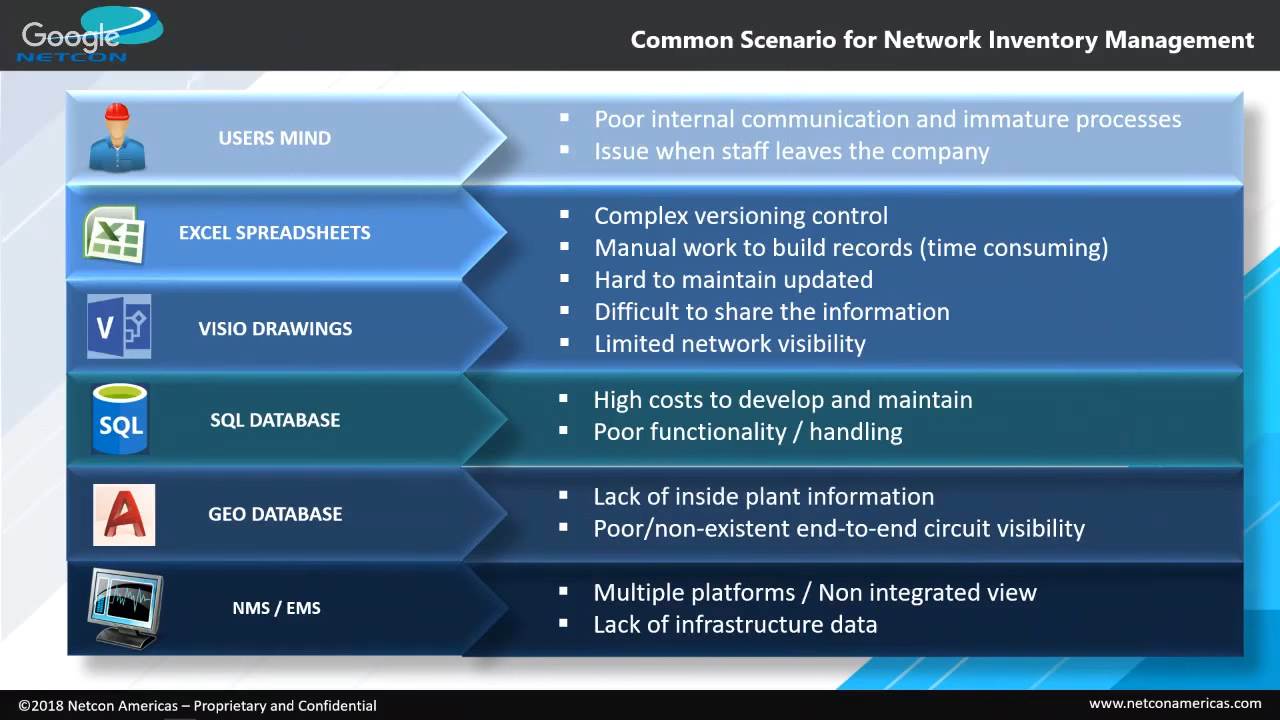 Google
NETCON
Common Scenario for Network Inventory Management
USERS MIND
▪ Poor internal communication and immature processes
▪ Issue when staff leaves the company
EXCEL SPREADSHEETS
VISIO DRAWINGS
V
▪ Complex versioning control
▪ Manual work to build records (time consuming)
▪ Hard to maintain updated
▪ Difficult to share the information
▪ Limited network visibility
SQL
SQL DATABASE
▪ High costs to develop and maintain
▪ Poor functionality / handling
A
GEO DATABASE
▪ Lack of inside plant information
▪ Poor/non-existent end-to-end circuit visibility
NMS / EMS
▪ Multiple platforms / Non integrated view
▪ Lack of infrastructure data
©2018 Netcon Americas – Proprietary and Confidential
www.netconamericas.com